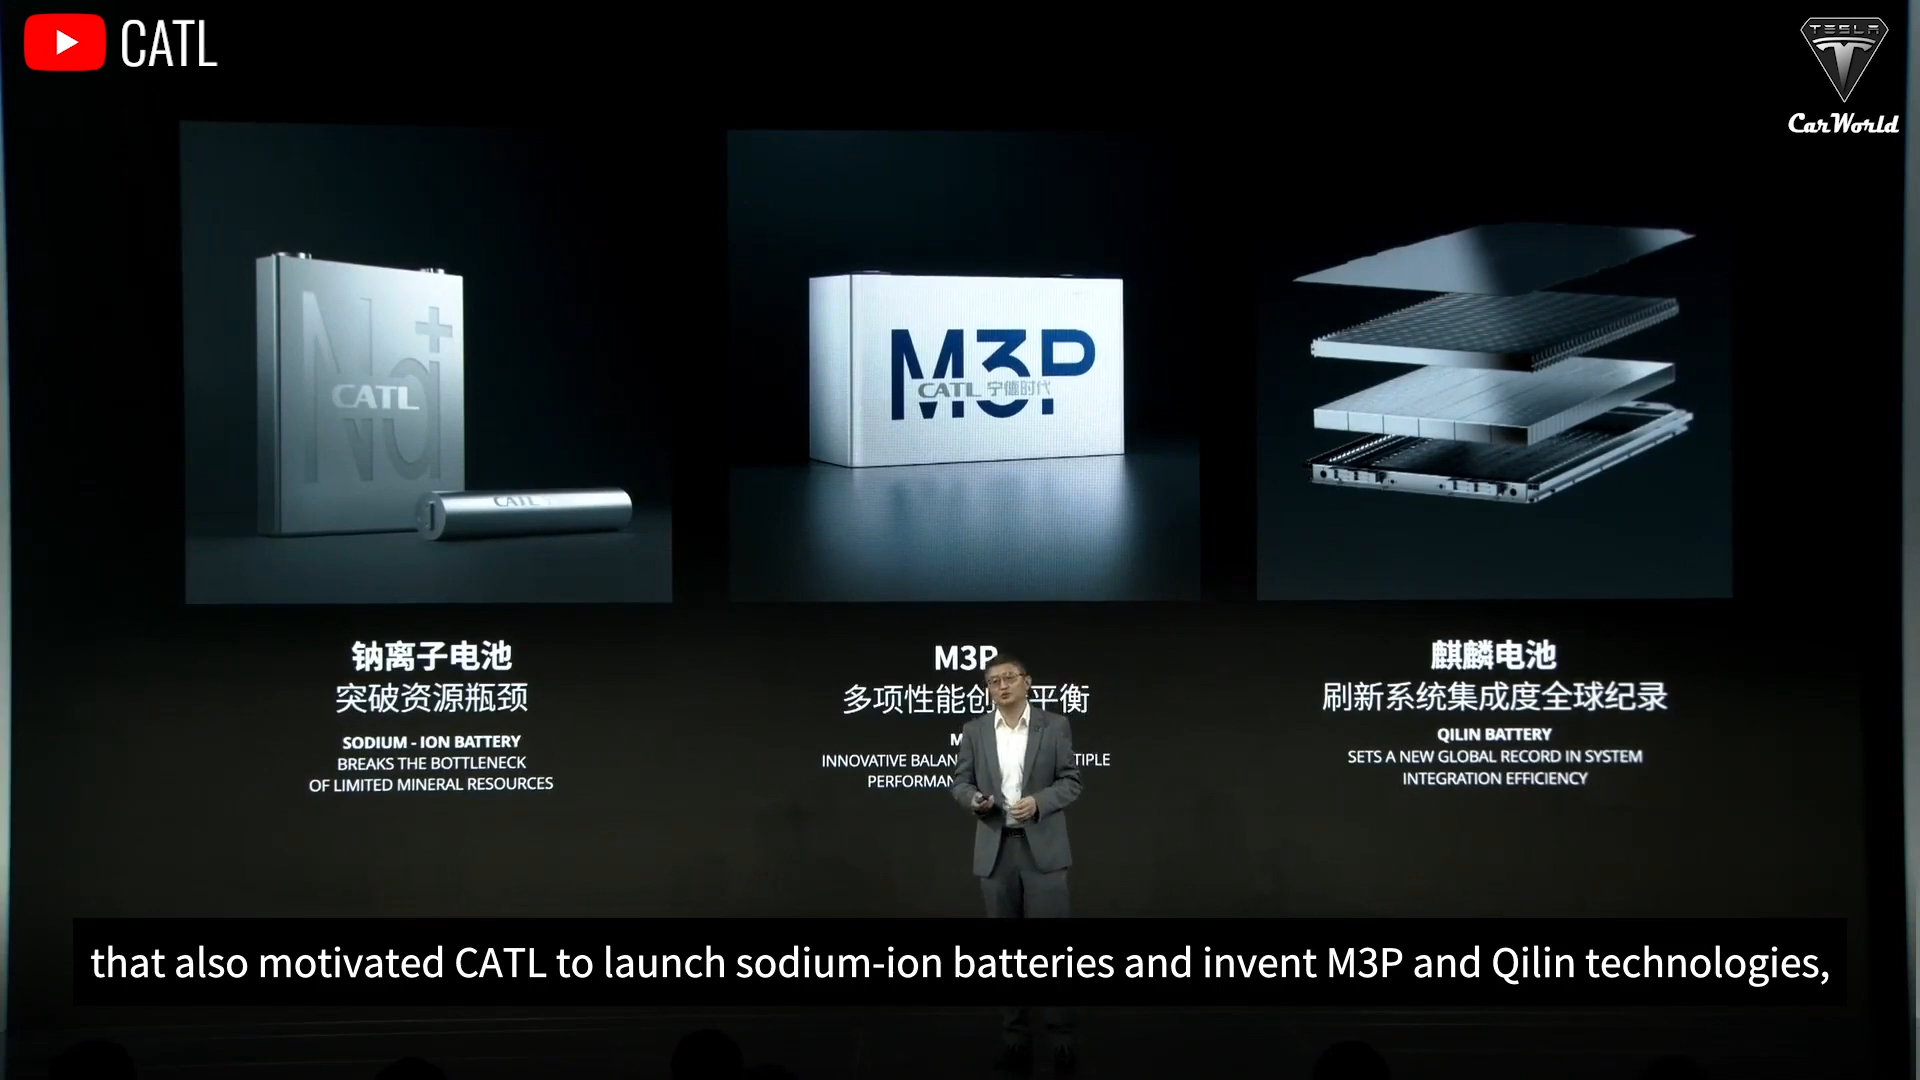 CATL
TESLA
CarWorld
Na+
CATL
CATL
M3P
CATL 宁德时代
钠离子电池
突破资源瓶颈
SODIUM - ION BATTERY
BREAKS THE BOTTLENECK
OF LIMITED MINERAL RESOURCES
M3P
多项性能创 平衡
INNOVATIVE
麒麟电池
刷新系统集成度全球纪录
QILIN BATTERY
SETS A NEW GLOBAL RECORD IN SYSTEM
INTEGRATION EFFICIENCY
that also motivated CATL to launch sodium-ion batteries and invent M3P and Qilin technologies,